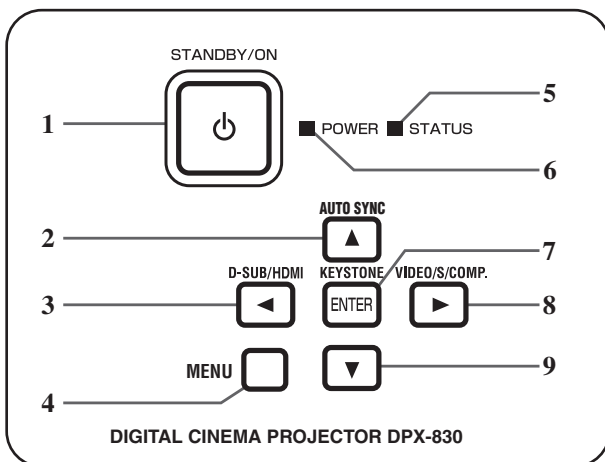 STANDBY/ON
5
1
POWER STATUS
6
AUTO SYNC
2
7
D-SUB/HDMI KEYSTONE VIDEO/S/COMP.
3 ENTER 8
MENU
9
4
DIGITAL CINEMA PROJECTOR DPX-830